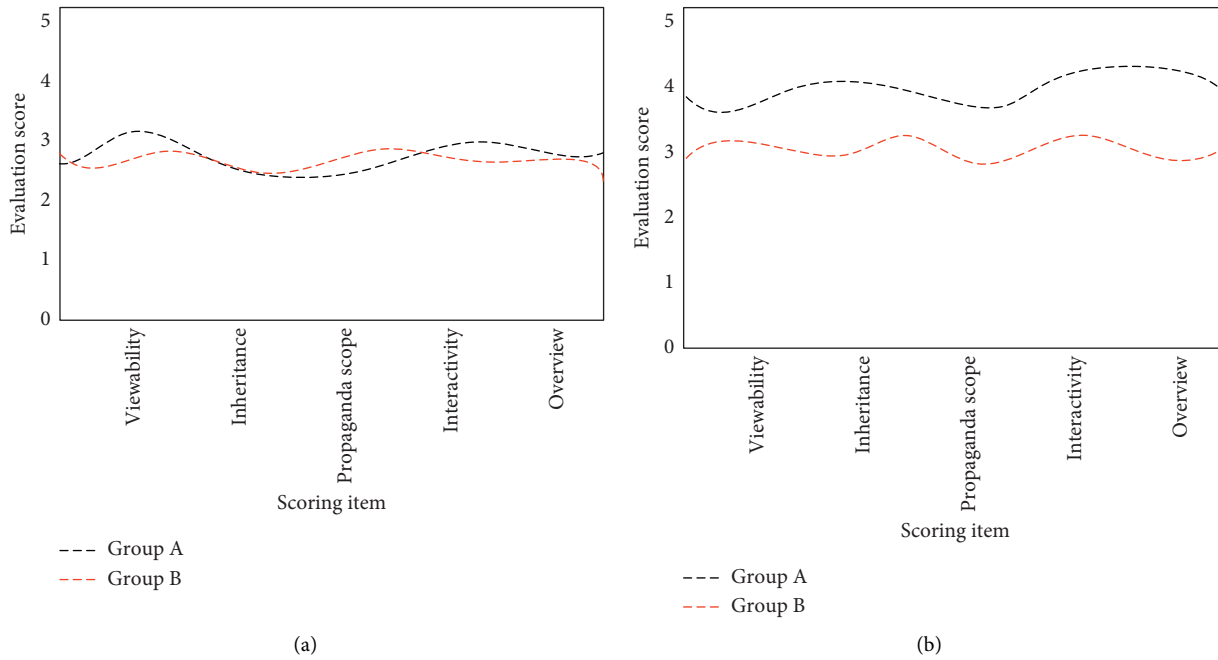 5
4
3
2
1
0
Evaluation score
Viewability
Inheritance
Propaganda scope
Interactivity
Overview
Scoring item
Group A
Group B
(a)
5
4
3
2
1
0
Evaluation score
Viewability
Inheritance
Propaganda scope
Interactivity
Overview
Scoring item
Group A
Group B
(b)